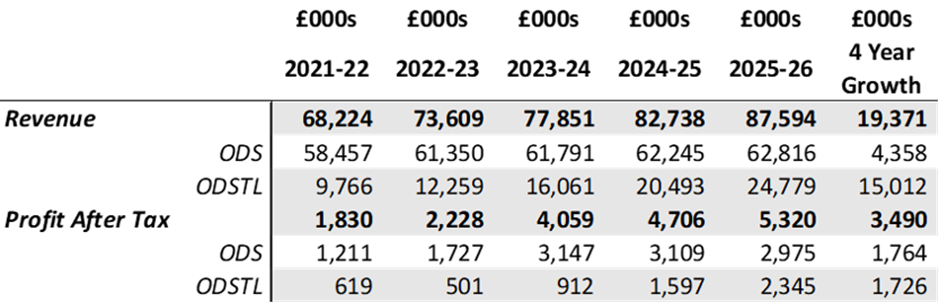 £000s £000s £000s £000s £000s £000s
2021-22 2022-23 2023-24 2024-25 2025-26 4 Year Growth
Revenue 68,224 73,609 77,851 82,738 87,594 19,371
ODS 58,457 61,350 61,791 62,245 62,816 4,358
ODSTL 9,766 12,259 16,061 20,493 24,779 15,012
Profit After Tax 1,830 2,228 4,059 4,706 5,320 3,490
ODS 1,211 1,727 3,147 3,109 2,975 1,764
ODSTL 619 501 912 1,597 2,345 1,726